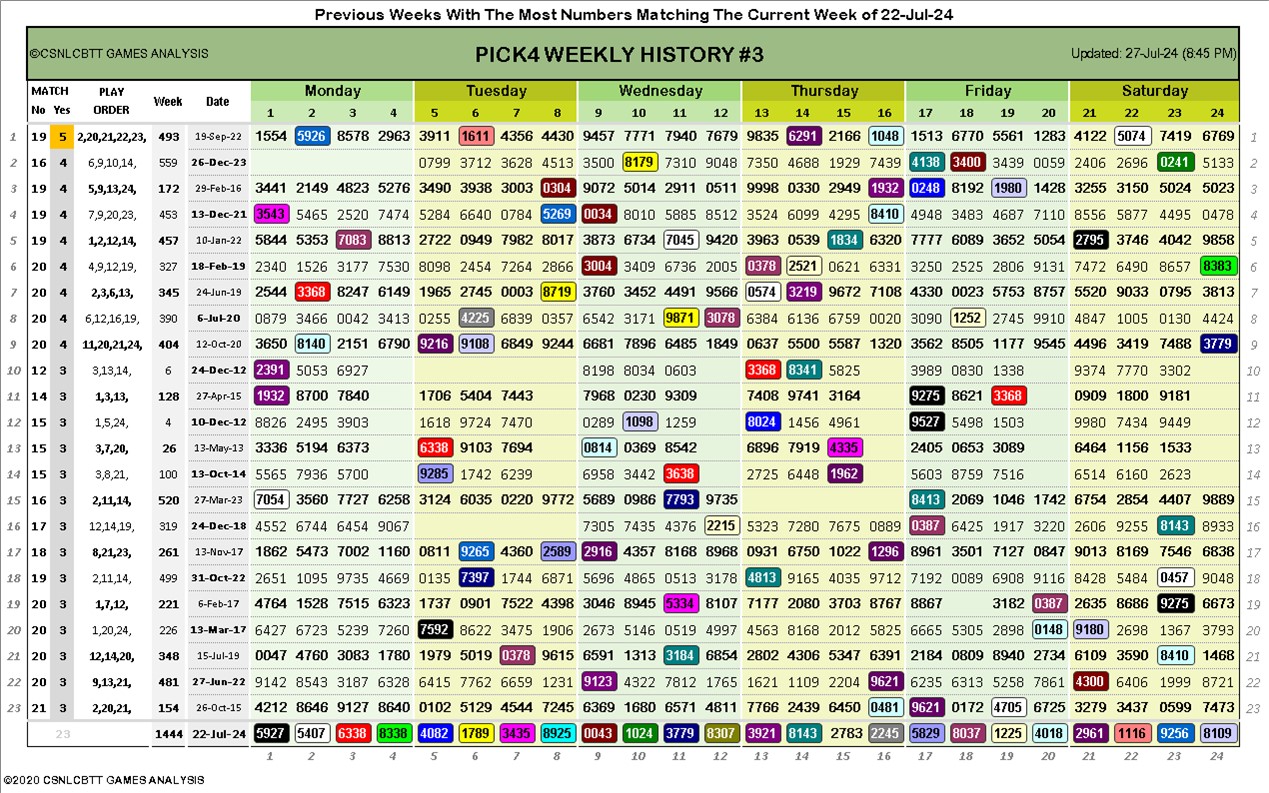 Previous Weeks With The Most Numbers Matching The Current Week of 22-Jul-24
©CSNLCBTT GAMES ANALYSIS PICK4 WEEKLY HISTORY #3 Updated: 27-Jul-24 (8:45 PM)
MATCH PLAY Week Date Monday Tuesday Wednesday Thursday Friday Saturday
No Yes ORDER 1 2 3 4 5 6 7 8 9 10 11 12 13 14 15 16 17 18 19 20 21 22 23 24
1 19 5 2,20,21,22,23, 493 19-Sep-22 1554 5926 8578 2963 3911 1611 4356 4430 9457 7771 7940 7679 9835 6291 2166 1048 1513 6770 5561 1283 4122 5074 7419 6769 1
2 16 4 6,9,10,14, 559 26-Dec-23 0799 3712 3628 4513 3500 8179 7310 9048 7350 4688 1929 7439 4138 3400 3439 0059 2406 2696 0241 5133 2
3 19 4 5,9,13,24, 172 29-Feb-16 3441 2149 4823 5276 3490 3938 3003 0304 9072 5014 2911 0511 9998 0330 2949 1932 0248 8192 1980 1428 3255 3150 5024 5023 3
4 19 4 7,9,20,23, 453 13-Dec-21 3543 5465 2520 7474 5284 6640 0784 5269 0034 8010 5885 8512 3524 6099 4295 8410 4948 3483 4687 7110 8556 5877 4495 0478 4
5 19 4 1,2,12,14, 457 10-Jan-22 5844 5353 7083 8813 2722 0949 7982 8017 3873 6734 7045 9420 3963 0539 1834 6320 7777 6089 3652 5054 2795 3746 4042 9858 5
6 20 4 4,9,12,19, 327 18-Feb-19 2340 1526 3177 7530 8098 2454 7264 2866 3004 3409 6736 2005 0378 2521 0621 6331 3250 2525 2806 9131 7472 6490 8657 8383 6
7 20 4 2,3,6,13, 345 24-Jun-19 2544 3368 8247 6149 1965 2745 0003 8719 3760 3452 4491 9566 0574 3219 9672 7108 4330 0023 5753 8757 5520 9033 0795 3813 7
8 20 4 6,12,16,19, 390 6-Jul-20 0879 3466 0042 3413 0255 4225 6839 0357 6542 3171 9871 3078 6384 6136 6759 0020 3090 1252 2745 9910 4847 1005 0130 4424 8
9 20 4 11,20,21,24, 404 12-Oct-20 3650 8140 2151 6790 9216 9108 6849 9244 6681 7896 6485 1849 0637 5500 5587 1320 3562 8505 1177 9545 4496 3419 7488 3779 9
10 12 3 3,13,14, 6 24-Dec-12 2391 5053 6927 8198 8034 0603 3368 8341 5825 3989 0830 1338 9374 7770 3302 10
11 14 3 1,3,13, 128 27-Apr-15 1932 8700 7840 1706 5404 7443 7968 0230 9309 7408 9741 3164 9275 8621 3368 0909 1800 9181 11
12 15 3 1,5,24, 4 10-Dec-12 8826 2495 3903 1618 9724 7470 0289 1098 1259 8024 1456 4961 9527 5498 1503 9980 7434 9449 12
13 15 3 3,7,20, 26 13-May-13 3336 5194 6373 6338 9103 7694 0814 0369 8542 6896 7919 4335 2405 0653 3089 6464 1156 1533 13
14 15 3 3,8,21, 100 13-Oct-14 5565 7936 5700 9285 1742 6239 6958 3442 3638 2725 6448 1962 5603 8759 7516 6514 6160 2623 14
15 16 3 2,11,14, 520 27-Mar-23 7054 3560 7727 6258 3124 6035 0220 9772 5689 0986 7793 9735 8413 2069 1046 1742 6754 2854 4407 9889 15
16 17 3 12,14,19, 319 24-Dec-18 4552 6744 6454 9067 7305 7435 4376 2215 5323 7280 7675 0889 0387 6425 1917 3220 2606 9255 8143 8933 16
17 18 3 8,21,23, 261 13-Nov-17 1862 5473 7002 1160 0811 9265 4360 2589 2916 4357 8168 8968 0931 6750 1022 1296 8961 3501 7127 0847 9013 8169 7546 6838 17
18 19 3 2,11,14, 499 31-Oct-22 2651 1095 9735 4669 0135 7397 1744 6871 5696 4865 0513 3178 4813 9165 4035 9712 7192 0089 6908 9116 8428 5484 0457 9048 18
19 20 3 1,7,12, 221 6-Feb-17 4764 1528 7515 6323 1737 0901 7522 4398 3046 8945 5334 8107 7177 2080 3703 8767 8867 3182 0387 2635 8686 9275 6673 19
20 20 3 1,20,24, 226 13-Mar-17 6427 6723 5239 7260 7592 8622 3475 1906 2673 5146 0519 4997 4563 8168 2012 5825 6665 5305 2898 0148 9180 2698 1367 3793 20
21 20 3 12,14,20, 348 15-Jul-19 0047 4760 3083 1780 1979 5019 0378 9615 6591 1313 3184 6854 2802 4306 5347 6391 2184 0809 8940 2734 6109 3590 8410 1468 21
22 20 3 9,13,21, 481 27-Jun-22 9142 8543 3187 6328 6415 7762 6659 1231 9123 4322 7812 1765 1621 1109 2204 9621 6235 6313 5258 7861 4300 6406 1999 8721 22
23 21 3 2,20,21, 154 26-Oct-15 4212 8646 9127 8640 0102 5129 4544 7245 6369 1680 6571 4811 7766 2439 6450 0481 9621 0172 4705 6725 3279 3437 0599 7473 23
23 1444 22-Jul-24 5927 5407 6338 8338 4082 1789 3435 8925 0043 1024 3779 8307 3921 8143 2783 2245 5829 8037 1225 4018 2961 1116 9256 8109
1 2 3 4 5 6 7 8 9 10 11 12 13 14 15 16 17 18 19 20 21 22 23 24
©2020 CSNLCBTT GAMES ANALYSIS